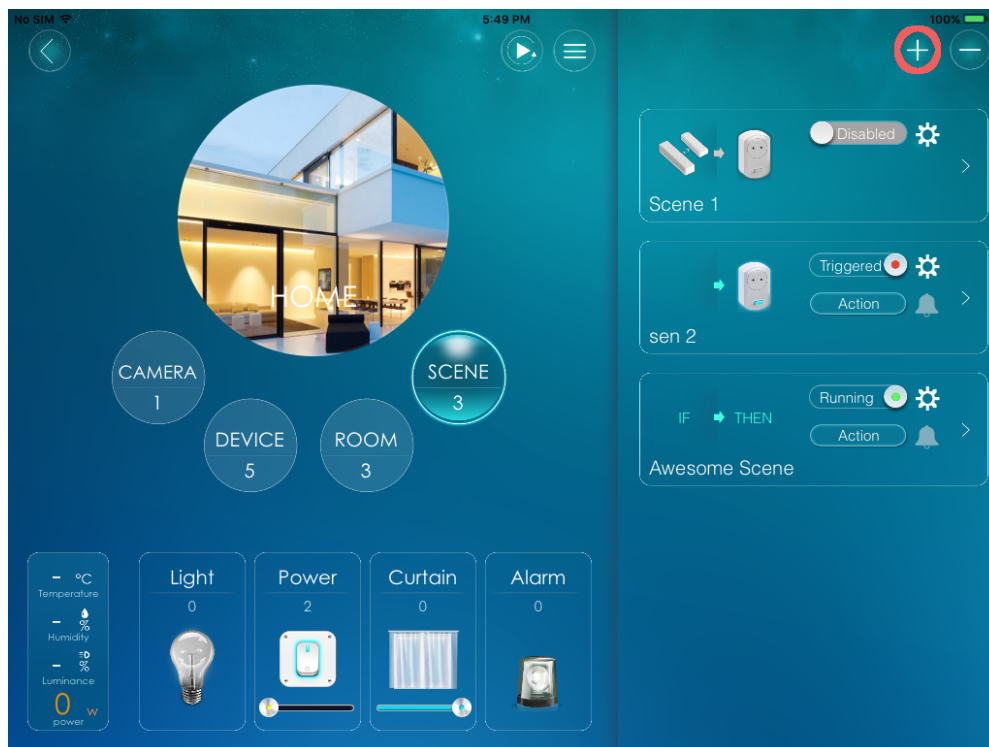 No SIM
5:49 PM
100%
HOME
CAMERA
1
DEVICE
5
ROOM
3
SCENE
3
- °C
Temperature
- %
Humidity
- %
Luminance
0 w
power
Light
0
Power
2
Curtain
0
Alarm
0
Disabled
Scene 1
Triggered
Action
sen 2
Running
IF THEN
Action
Awesome Scene